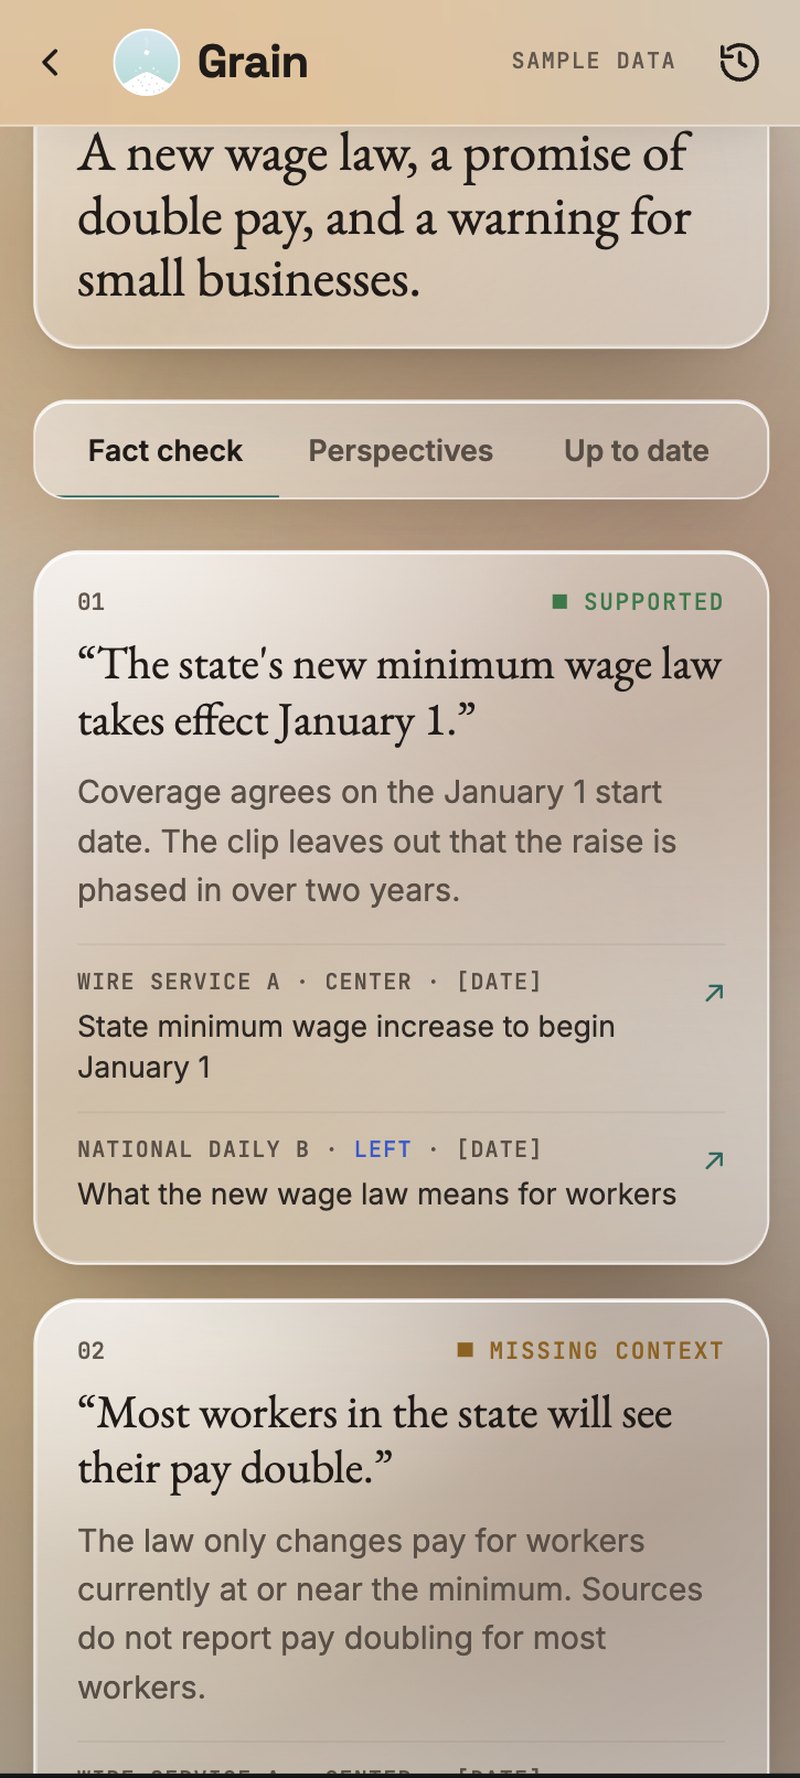 Grain
SAMPLE DATA
A new wage law, a promise of
double pay, and a warning for
small businesses.
Fact check
Perspectives
Up to date
01
SUPPORTED
“The state's new minimum wage law
takes effect January 1.”
Coverage agrees on the January 1 start
date. The clip leaves out that the raise is
phased in over two years.
WIRE SERVICE A · CENTER · [DATE]
State minimum wage increase to begin
January 1
NATIONAL DAILY B · LEFT · [DATE]
What the new wage law means for workers
02
MISSING CONTEXT
“Most workers in the state will see
their pay double.”
The law only changes pay for workers
currently at or near the minimum. Sources
do not report pay doubling for most
workers.
WIRE SERVICE A · CENTER · [DATE]